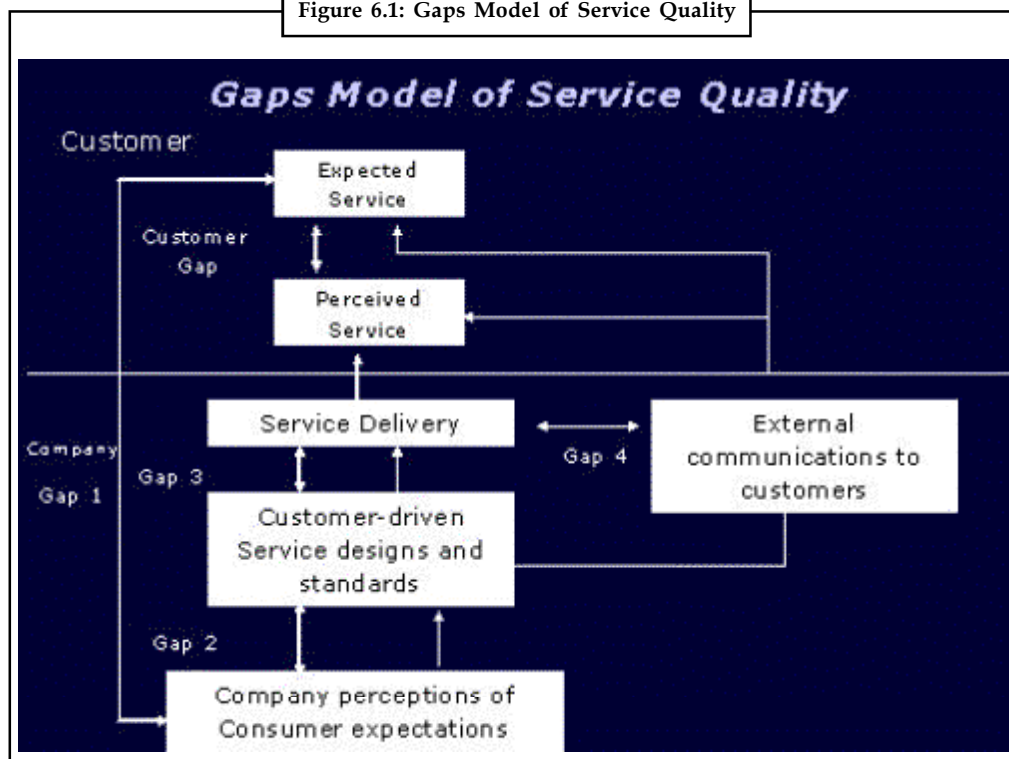 Figure 6.1: Gaps Model of Service Quality
Gaps Model of Service Quality
Customer
Expected
Service
Customer
Gap
Perceived
Service
Service Delivery
External
communications to
customers
Gap 4
Company
Gap 1
Gap 3
Customer-driven
Service designs and
standards
Gap 2
Company perceptions of
Consumer expectations